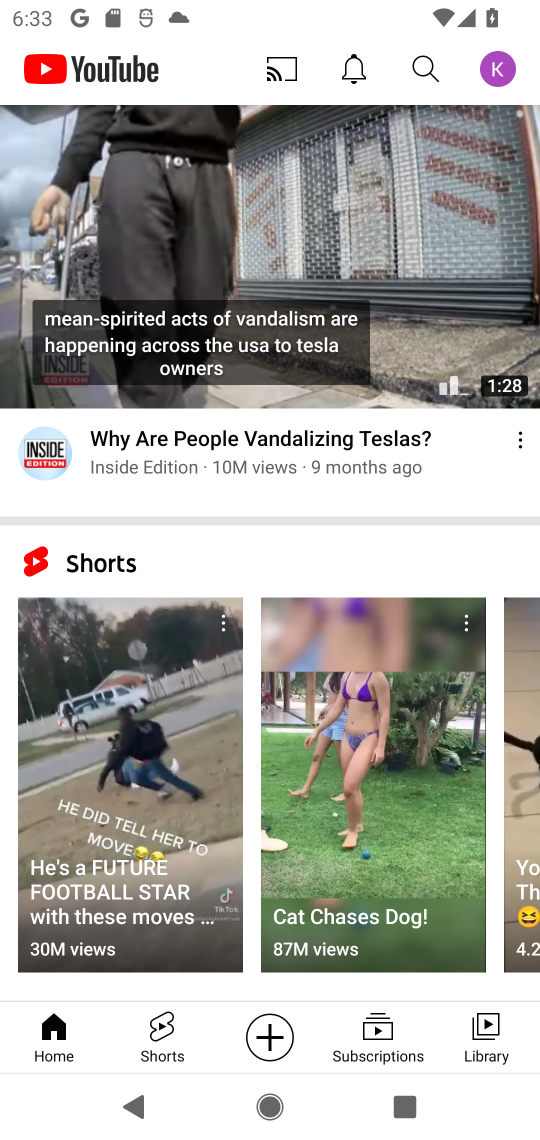 6:33
YouTube
K
mean-spirited acts of vandalism are
happening across the usa to tesla
owners
INSIDE
EDITION
1:28
INSIDE
EDITION
Why Are People Vandalizing Teslas?
Inside Edition · 10M views · 9 months ago
Shorts
HE DID TELL HER TO
MOVE😂😂
He's a FUTURE
FOOTBALL STAR
with these moves ...
30M views
TikTok
Cat Chases Dog!
87M views
Yo
Th
😆
4.2
Home
Shorts
Subscriptions
Library